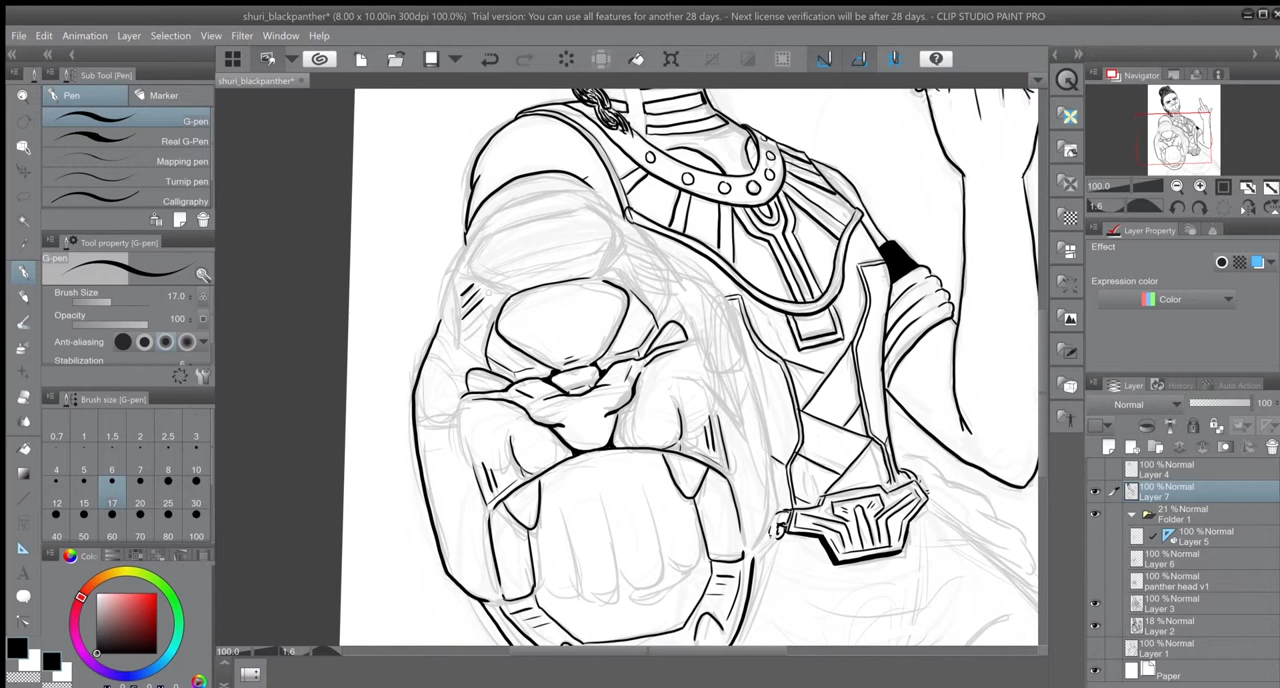 shuri_blackpanther* (8.00 x 10.00in 300dpi 100.0%)  Trial version: You can use all features for another 28 days. - Next license verification will be after 28 days. - CLIP STUDIO PAINT PRO
File Edit Animation Layer Selection View Filter Window Help
Sub Tool [Pen]
Pen Marker
G-pen
Real G-Pen
Mapping pen
Turnip pen
Calligraphy
Tool property [G-pen]
G-pen
Brush Size 17.0
Opacity 100
Anti-aliasing
Stabilization
Brush size [G-pen]
0.7 1 1.5 2 2.5 3
4 5 6 7 8 10
12 15 17 20 25 30
40 50 60 70 80 100
shuri_blackpanther*
100.0 1:6
Navigator
100.0
1:6
Layer Property
Effect
Expression color
Color
Layer History Auto Action
Normal 100
100 %Normal
Layer 4
100 %Normal
Layer 7
21 %Normal
Folder 1
100 %Normal
Layer 5
100 %Normal
Layer 6
100 %Normal
panther head v1
100 %Normal
Layer 3
18 %Normal
Layer 2
100 %Normal
Layer 1
Paper